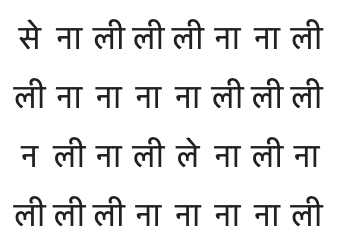 से ना ली ली ली ना ना ली
ली ना ना ना ना ली ली ली
न ली ना ली ले ना ली ना
ली ली ली ना ना ना ना ली